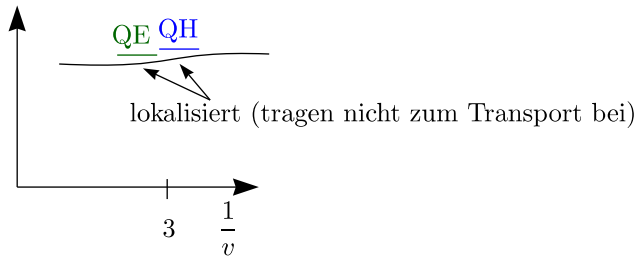 QE QH
lokalisiert (tragen nicht zum Transport bei)
3
1
v